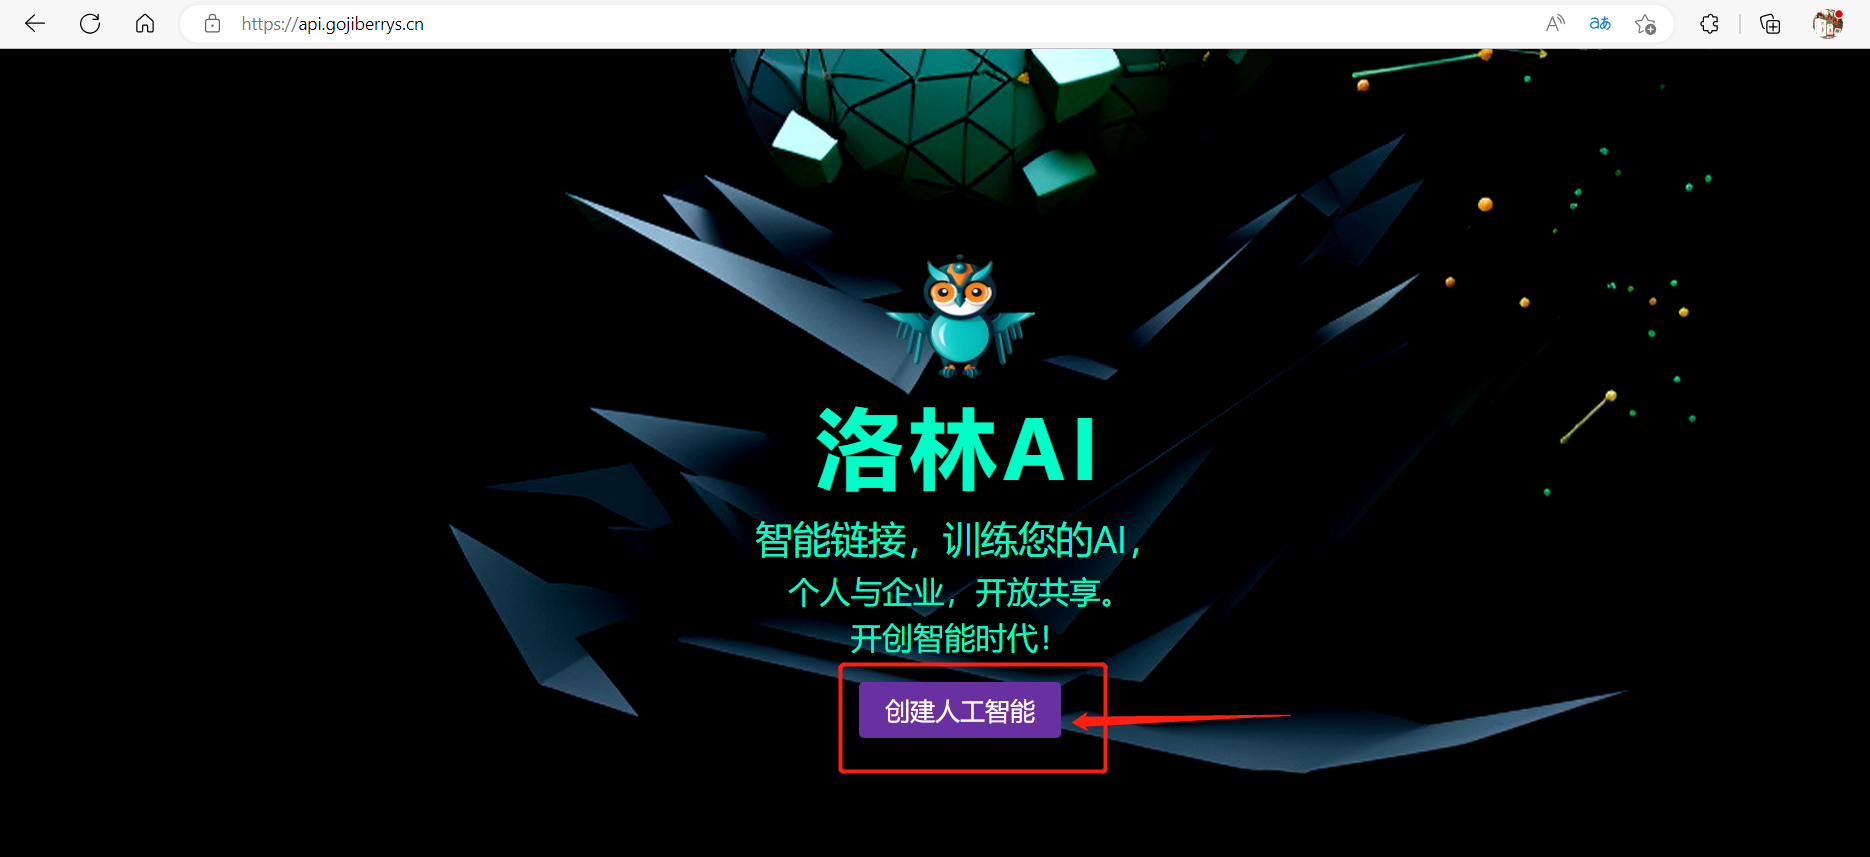 https://api.gojiberrys.cn
洛林AI
智能链接，训练您的AI，
个人与企业，开放共享。
开创智能时代！
创建人工智能